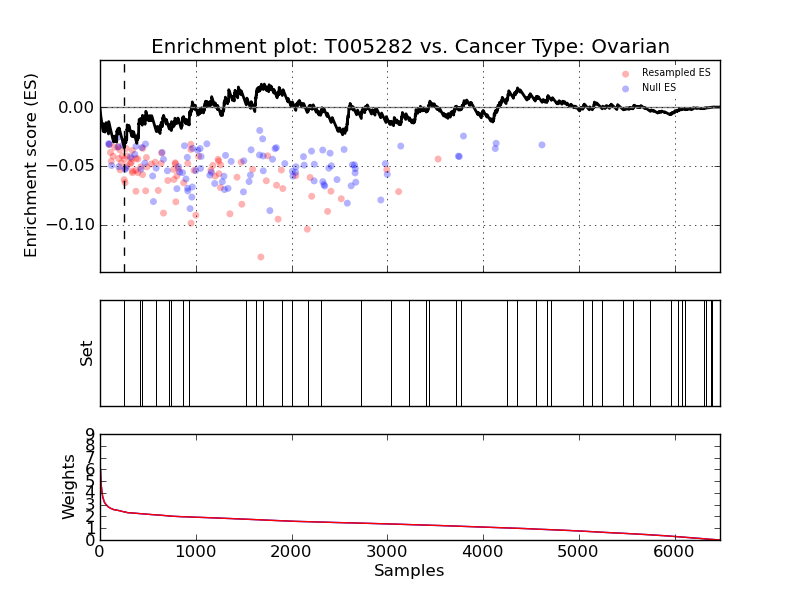 Enrichment plot: T005282 vs. Cancer Type: Ovarian
Enrichment score (ES)
0.00
−0.05
−0.10
Resampled ES
Null ES
Set
Weights
9
8
7
6
5
4
3
2
1
0
0 1000 2000 3000 4000 5000 6000
Samples